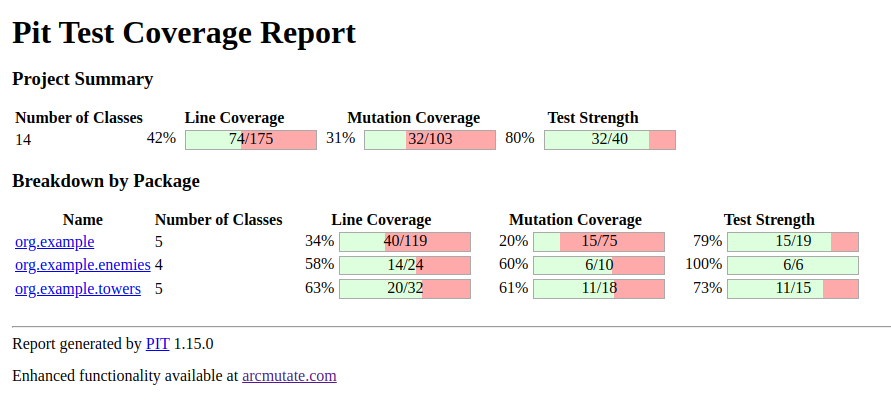 Pit Test Coverage Report
Project Summary
Number of Classes Line Coverage Mutation Coverage Test Strength
14 42% 74/175 31% 32/103 80% 32/40
Breakdown by Package
Name Number of Classes Line Coverage Mutation Coverage Test Strength
org.example 5 34% 40/119 20% 15/75 79% 15/19
org.example.enemies 4 58% 14/24 60% 6/10 100% 6/6
org.example.towers 5 63% 20/32 61% 11/18 73% 11/15
Report generated by PIT 1.15.0
Enhanced functionality available at arcmutate.com